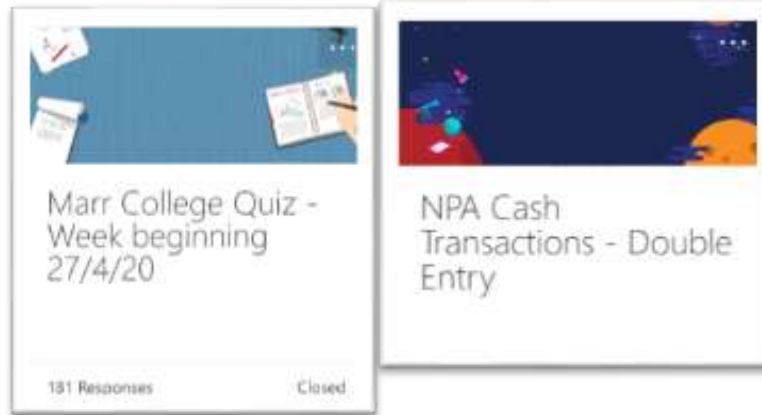 Marr College Quiz -
Week beginning
27/4/20
181 Responses
Closed
NPA Cash
Transactions - Double
Entry